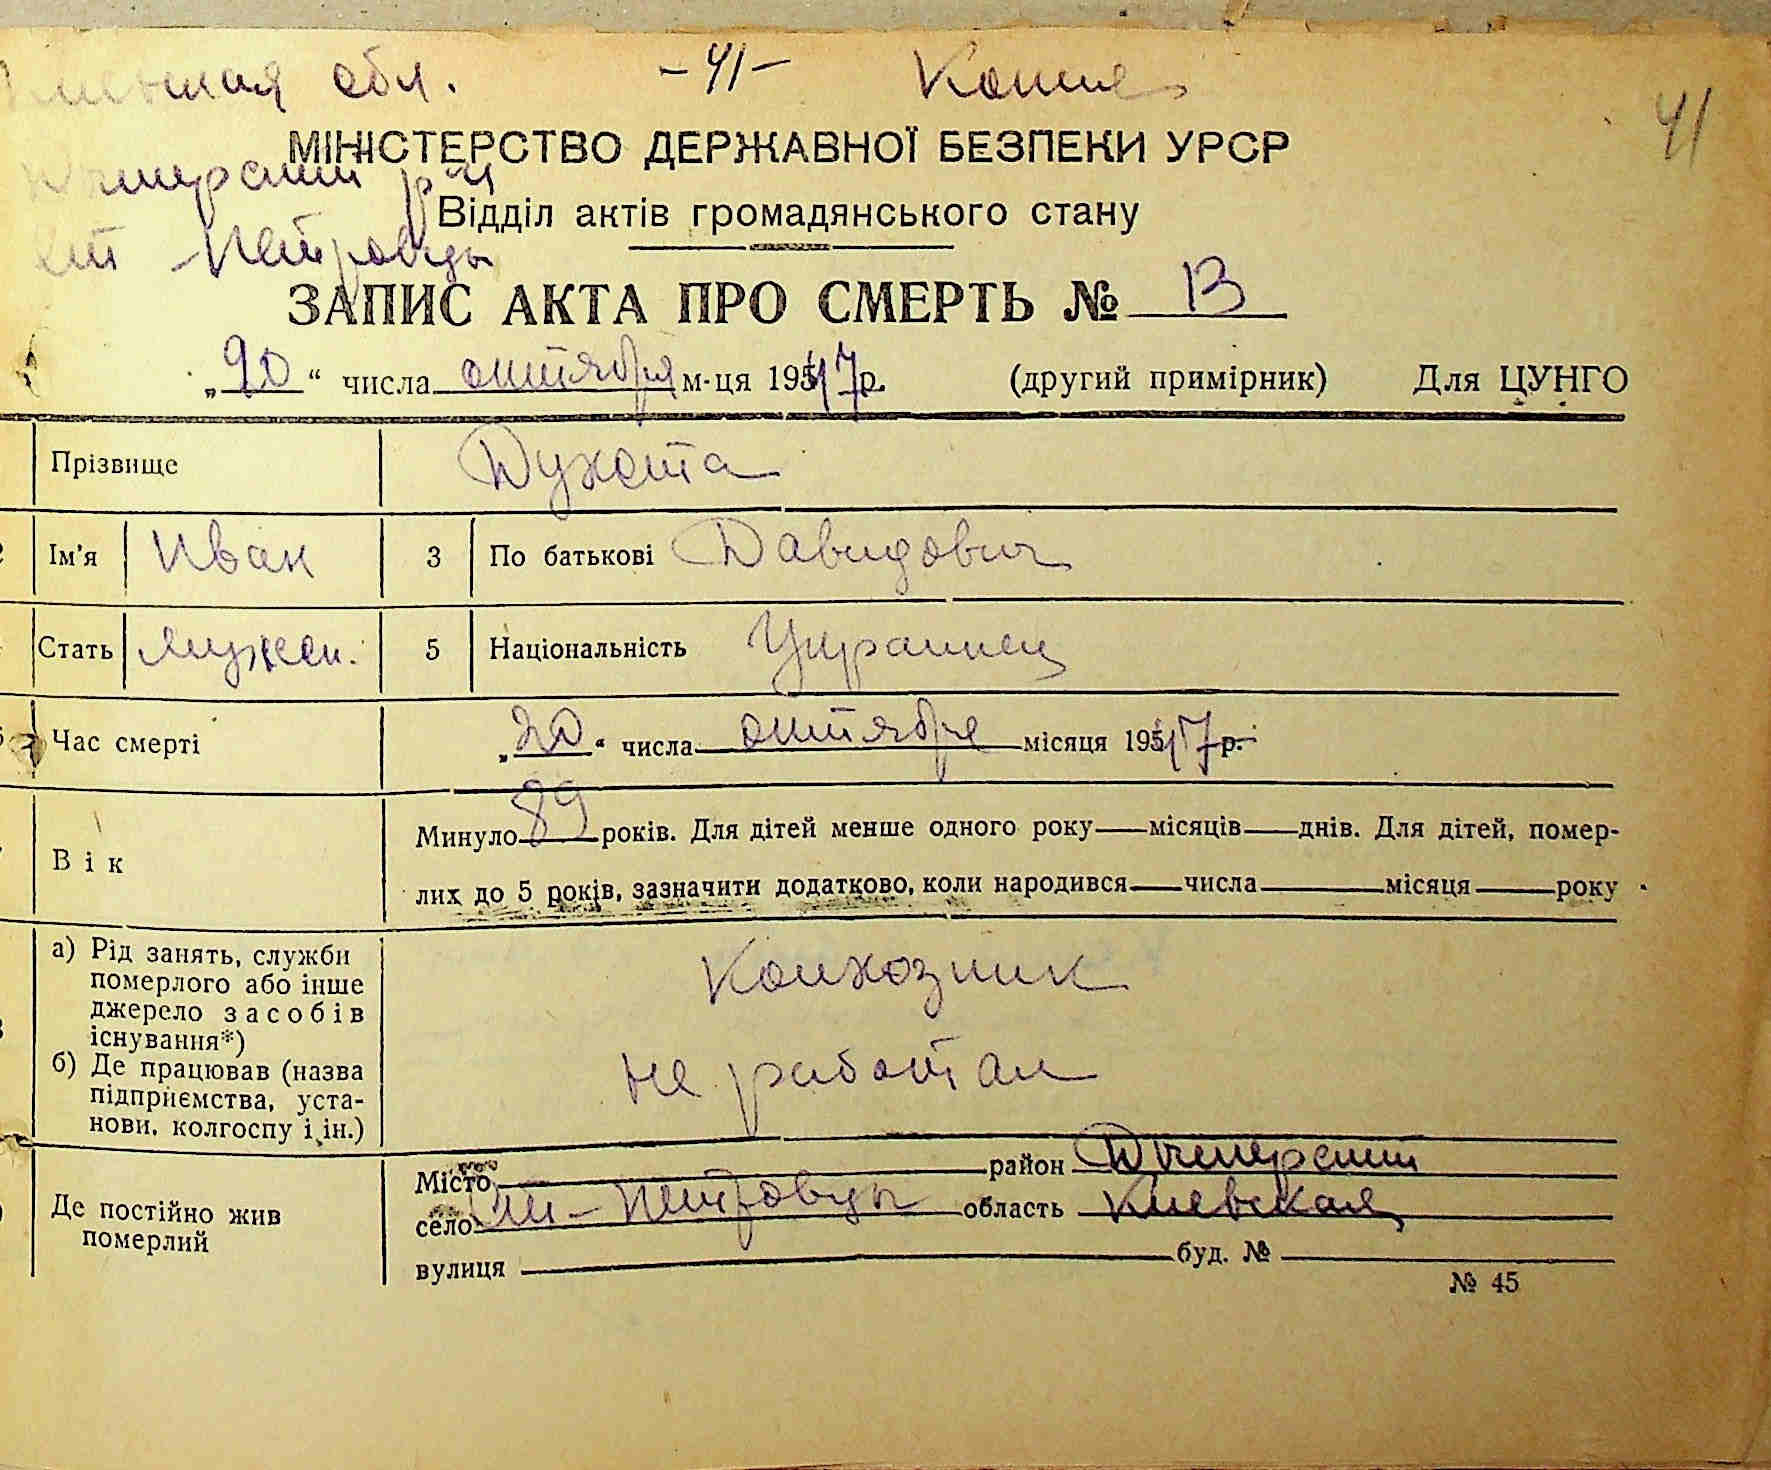 Киевская обл. -41- Копия
41
МІНІСТЕРСТВО ДЕРЖАВНОЇ БЕЗПЕКИ УРСР
Дымерский р-н
Відділ актів громадянського стану
ст-Петровцы
ЗАПИС АКТА ПРО СМЕРТЬ № 13
„20“ числа октября м-ця 1947р. (другий примірник) Для ЦУНГО
Прізвище Духота
2 Ім'я Иван 3 По батькові Давидович
Стать мужск. 5 Національність Украинец
Час смерті „20“ числа октября місяця 1947р.
Вік Минуло 89 років. Для дітей менше одного року — місяців — днів. Для дітей, помер-
лих до 5 років, зазначити додатково, коли народився — числа — місяця — року
а) Рід занять, служби
померлого або інше
джерело засобів
існування*)
Колхозник
б) Де працював (назва
підприємства, уста-
нови, колгоспу і ін.)
не работал
Де постійно жив
померлий
Місто район Дымерский
село ст-Петровцы область Киевская
вулиця буд. №
№ 45